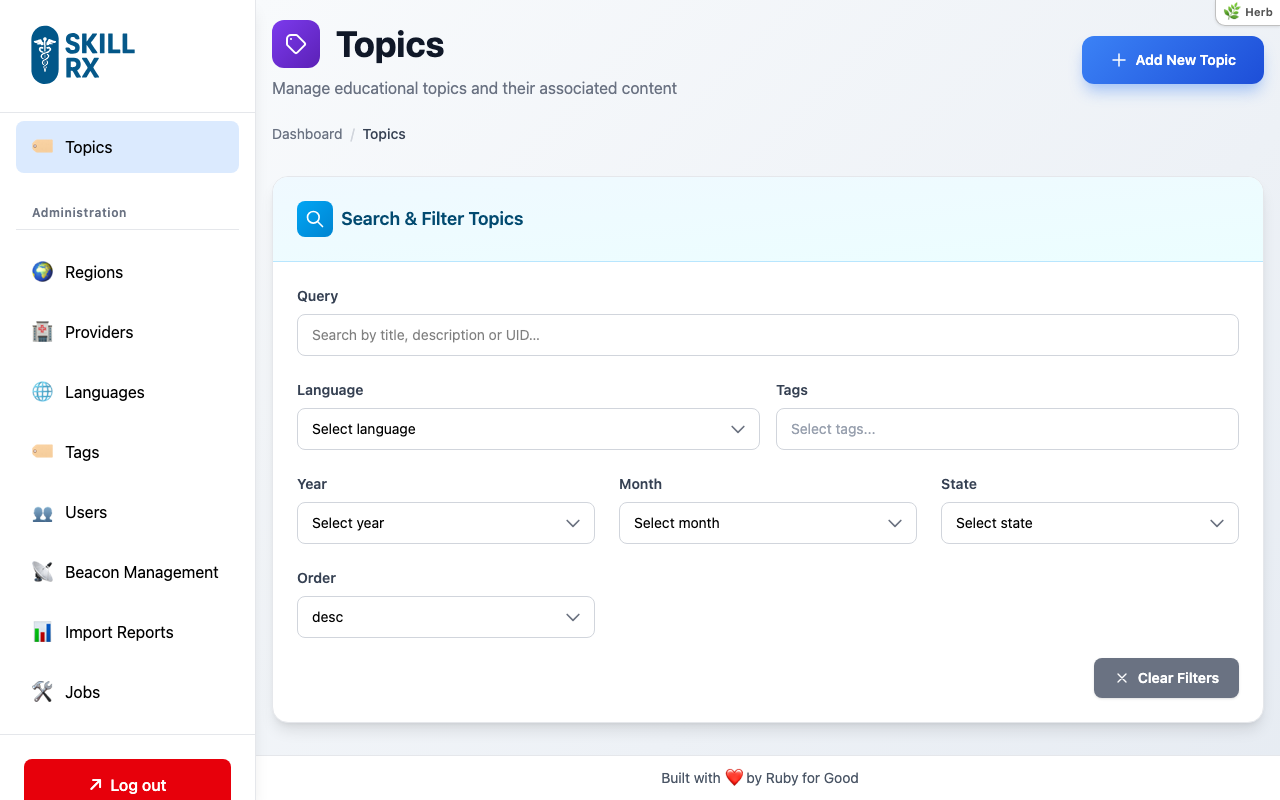 SKILL
RX
Topics
Administration
Regions
Providers
Languages
Tags
Users
Beacon Management
Import Reports
Jobs
Log out
Herb
Topics
Add New Topic
Manage educational topics and their associated content
Dashboard / Topics
Search & Filter Topics
Query
Search by title, description or UID...
Language
Tags
Select language
Select tags...
Year
Month
State
Select year
Select month
Select state
Order
desc
Clear Filters
Built with ❤️ by Ruby for Good